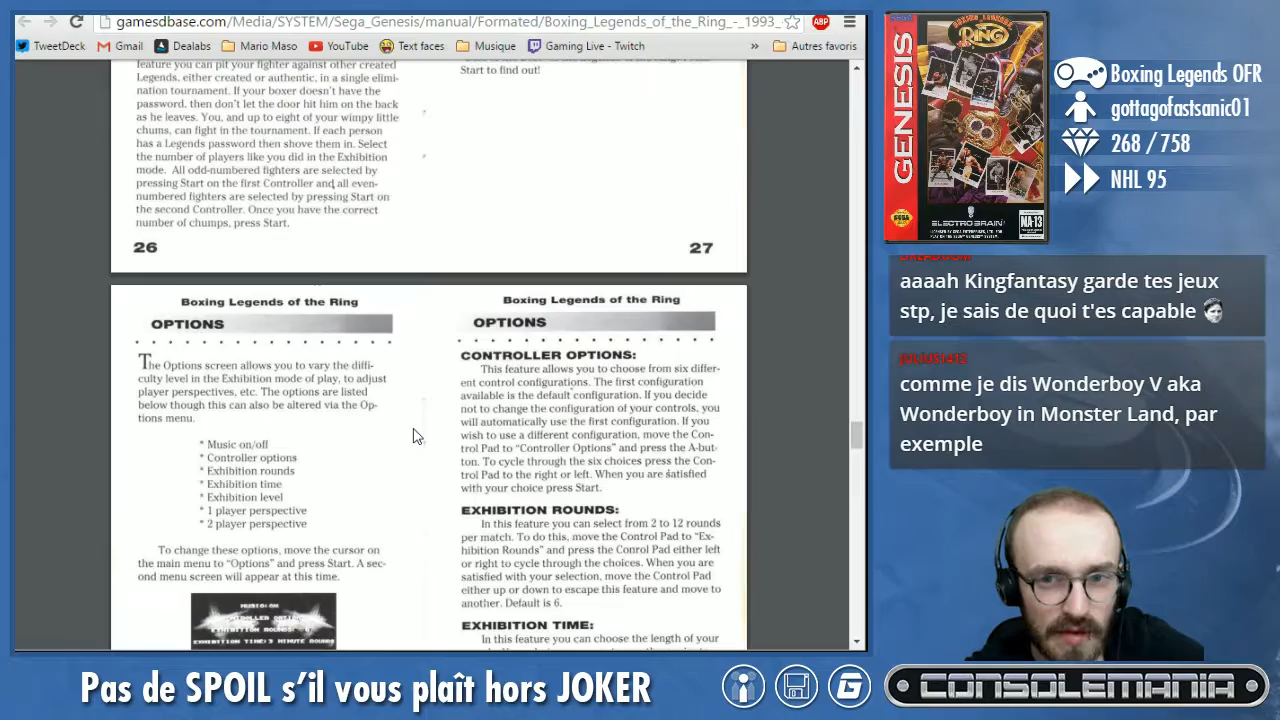 gamesdbase.com/Media/SYSTEM/Sega_Genesis/manual/Formated/Boxing_Legends_of_the_Ring_-_1993_
ABP
TweetDeck
Gmail
Dealabs
Mario Maso
YouTube
Text faces
Musique
Gaming Live - Twitch
»
Autres favoris
feature you can pit your fighter against other created
Legends, either created or authentic, in a single elimi-
nation tournament. If your boxer doesn't have the
password, then don't let the door hit him on the back
as he leaves. You, and up to eight of your wimpy little
chums, can fight in the tournament. If each person
has a Legends password then shove them in. Select
the number of players like you did in the Exhibition
mode. All odd-numbered fighters are selected by
pressing Start on the first Controller and all even-
numbered fighters are selected by pressing Start on
the second Controller. Once you have the correct
number of chumps, press Start.
26
Start to find out!
27
Boxing Legends of the Ring
OPTIONS
The Options screen allows you to vary the diffi-
culty level in the Exhibition mode of play, to adjust
player perspectives, etc. The options are listed
below though this can also be altered via the Op-
tions menu.
* Music on/off
* Controller options
* Exhibition rounds
* Exhibition time
* Exhibition level
* 1 player perspective
* 2 player perspective
To change these options, move the cursor on
the main menu to "Options" and press Start. A sec-
ond menu screen will appear at this time.
MUSIC:ON
EXHIBITION TIME:3 MINUTE ROUNDS
Boxing Legends of the Ring
OPTIONS
CONTROLLER OPTIONS:
This feature allows you to choose from six differ-
ent control configurations. The first configuration
available is the default configuration. If you decide
not to change the configuration of your controls, you
will automatically use the first configuration. If you
wish to use a different configuration, move the Con-
trol Pad to "Controller Options" and press the A-but-
ton. To cycle through the six choices press the Con-
trol Pad to the right or left. When you are satisfied
with your choice press Start.
EXHIBITION ROUNDS:
In this feature you can select from 2 to 12 rounds
per match. To do this, move the Control Pad to "Ex-
hibition Rounds" and press the Conrol Pad either left
or right to cycle through the choices. When you are
satisfied with your selection, move the Control Pad
either up or down to escape this feature and move to
another. Default is 6.
EXHIBITION TIME:
In this feature you can choose the length of your
GENESIS
RING
SEGA
ELECTROBRAIN
MA-13
Boxing Legends OFR
gottagofastsanic01
268 / 758
NHL 95
aaaah Kingfantasy garde tes jeux
stp, je sais de quoi t'es capable
JULIUS1412
comme je dis Wonderboy V aka
Wonderboy in Monster Land, par
exemple
Pas de SPOIL s'il vous plaît hors JOKER
G
CONSOLEMANIA